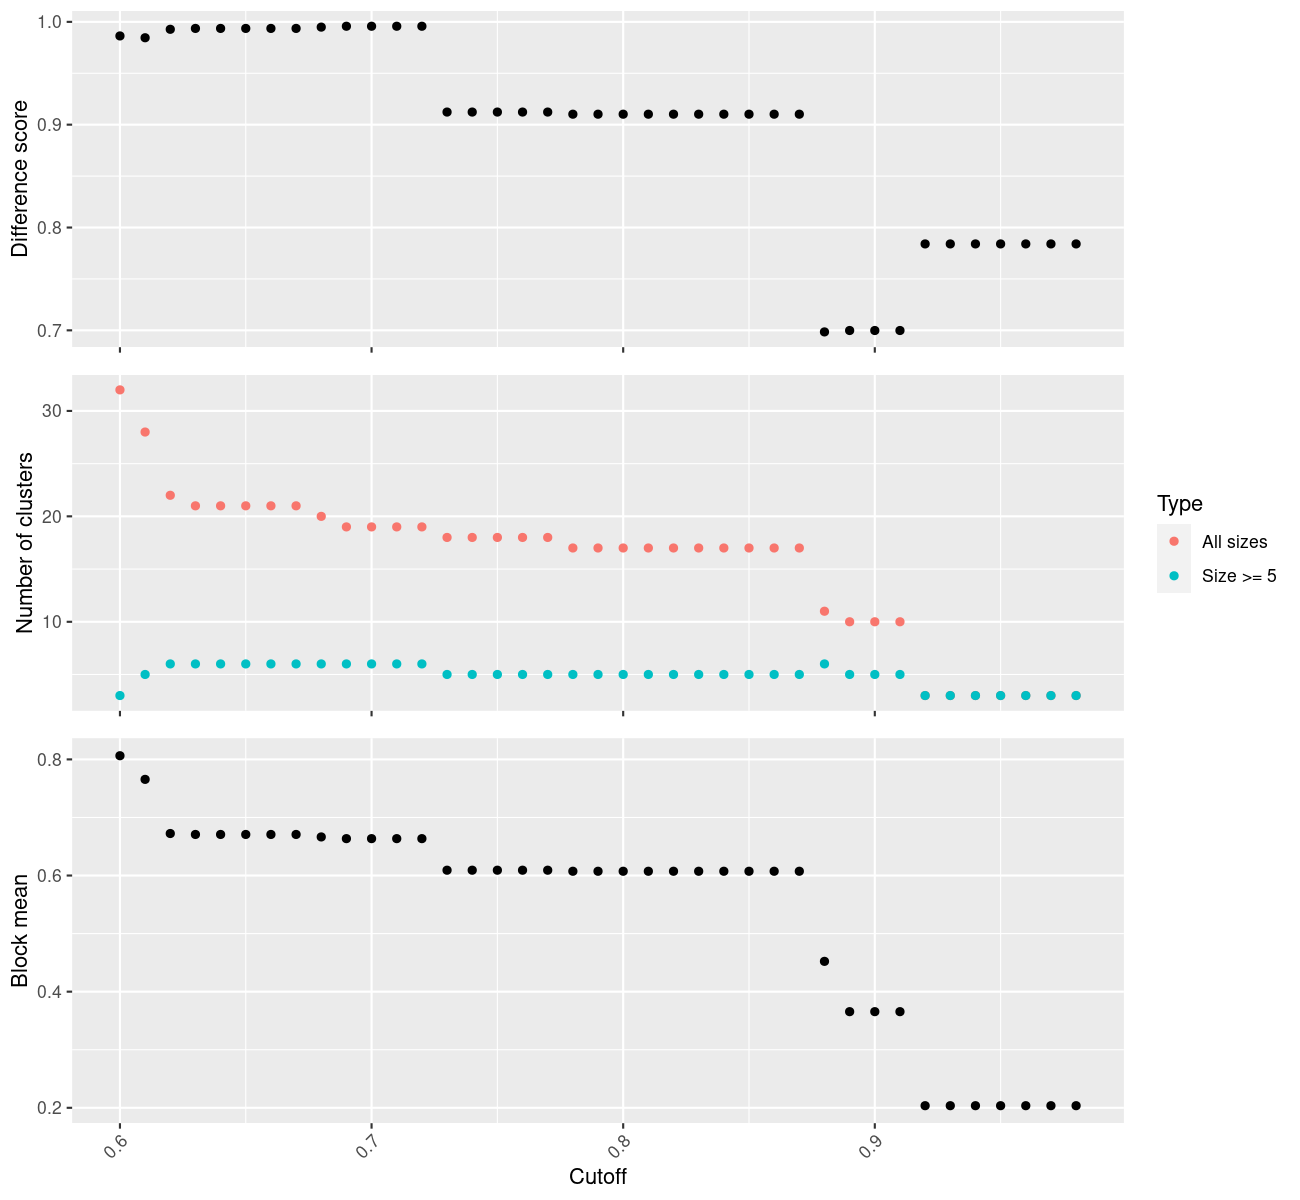 Difference score
1.0
0.9
0.8
0.7
Number of clusters
30
20
10
Type
All sizes
Size >= 5
Block mean
0.8
0.6
0.4
0.2
0.6
0.7
0.8
0.9
Cutoff